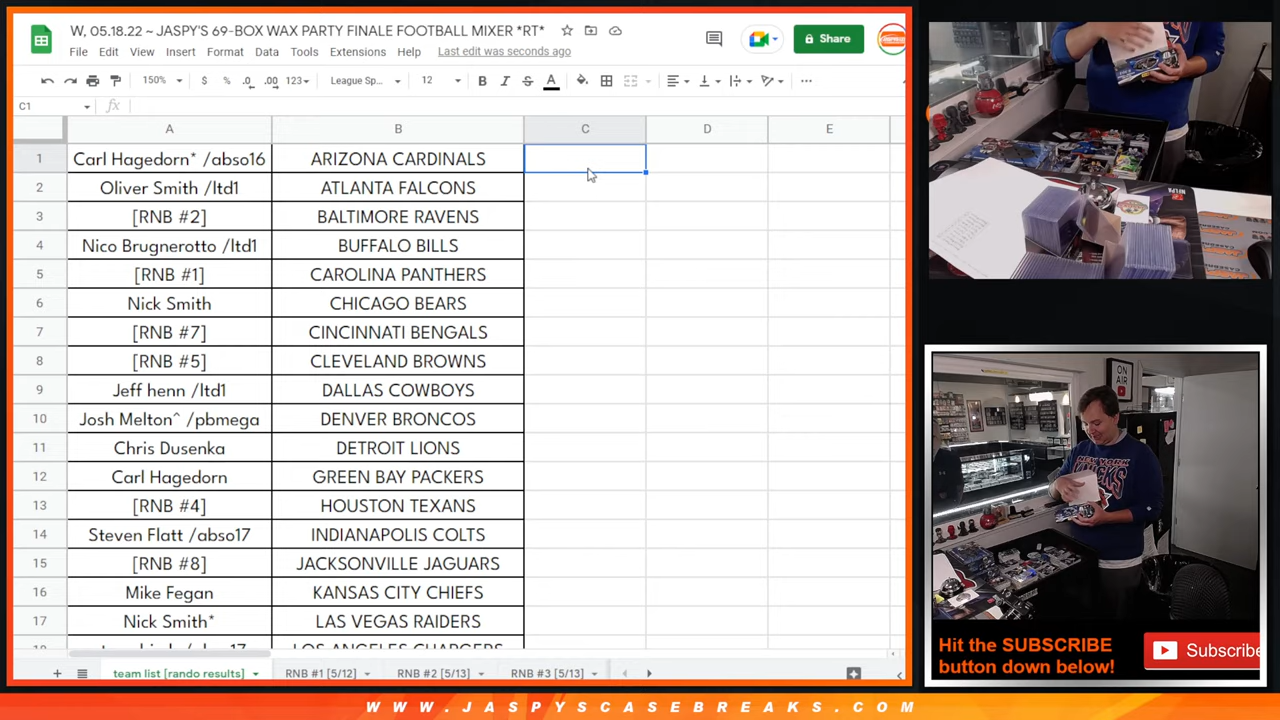 W, 05.18.22 ~ JASPY'S 69-BOX WAX PARTY FINALE FOOTBALL MIXER *RT*
File Edit View Insert Format Data Tools Extensions Help Last edit was seconds ago
Share
150% $ % .0 .00 123 League Sp... 12 B I S A
C1 fx
A B C D E
1 Carl Hagedorn* /abso16 ARIZONA CARDINALS
2 Oliver Smith /ltd1 ATLANTA FALCONS
3 [RNB #2] BALTIMORE RAVENS
4 Nico Brugnerotto /ltd1 BUFFALO BILLS
5 [RNB #1] CAROLINA PANTHERS
6 Nick Smith CHICAGO BEARS
7 [RNB #7] CINCINNATI BENGALS
8 [RNB #5] CLEVELAND BROWNS
9 Jeff henn /ltd1 DALLAS COWBOYS
10 Josh Melton^ /pbmega DENVER BRONCOS
11 Chris Dusenka DETROIT LIONS
12 Carl Hagedorn GREEN BAY PACKERS
13 [RNB #4] HOUSTON TEXANS
14 Steven Flatt /abso17 INDIANAPOLIS COLTS
15 [RNB #8] JACKSONVILLE JAGUARS
16 Mike Fegan KANSAS CITY CHIEFS
17 Nick Smith* LAS VEGAS RAIDERS
LOS ANGELES CHARGERS
team list [rando results] RNB #1 [5/12] RNB #2 [5/13] RNB #3 [5/13]
ON
AIR
NEW YORK
KNICKS
Hit the SUBSCRIBE
button down below!
Subscribe
WWW.JASPYSCASEBREAKS.COM